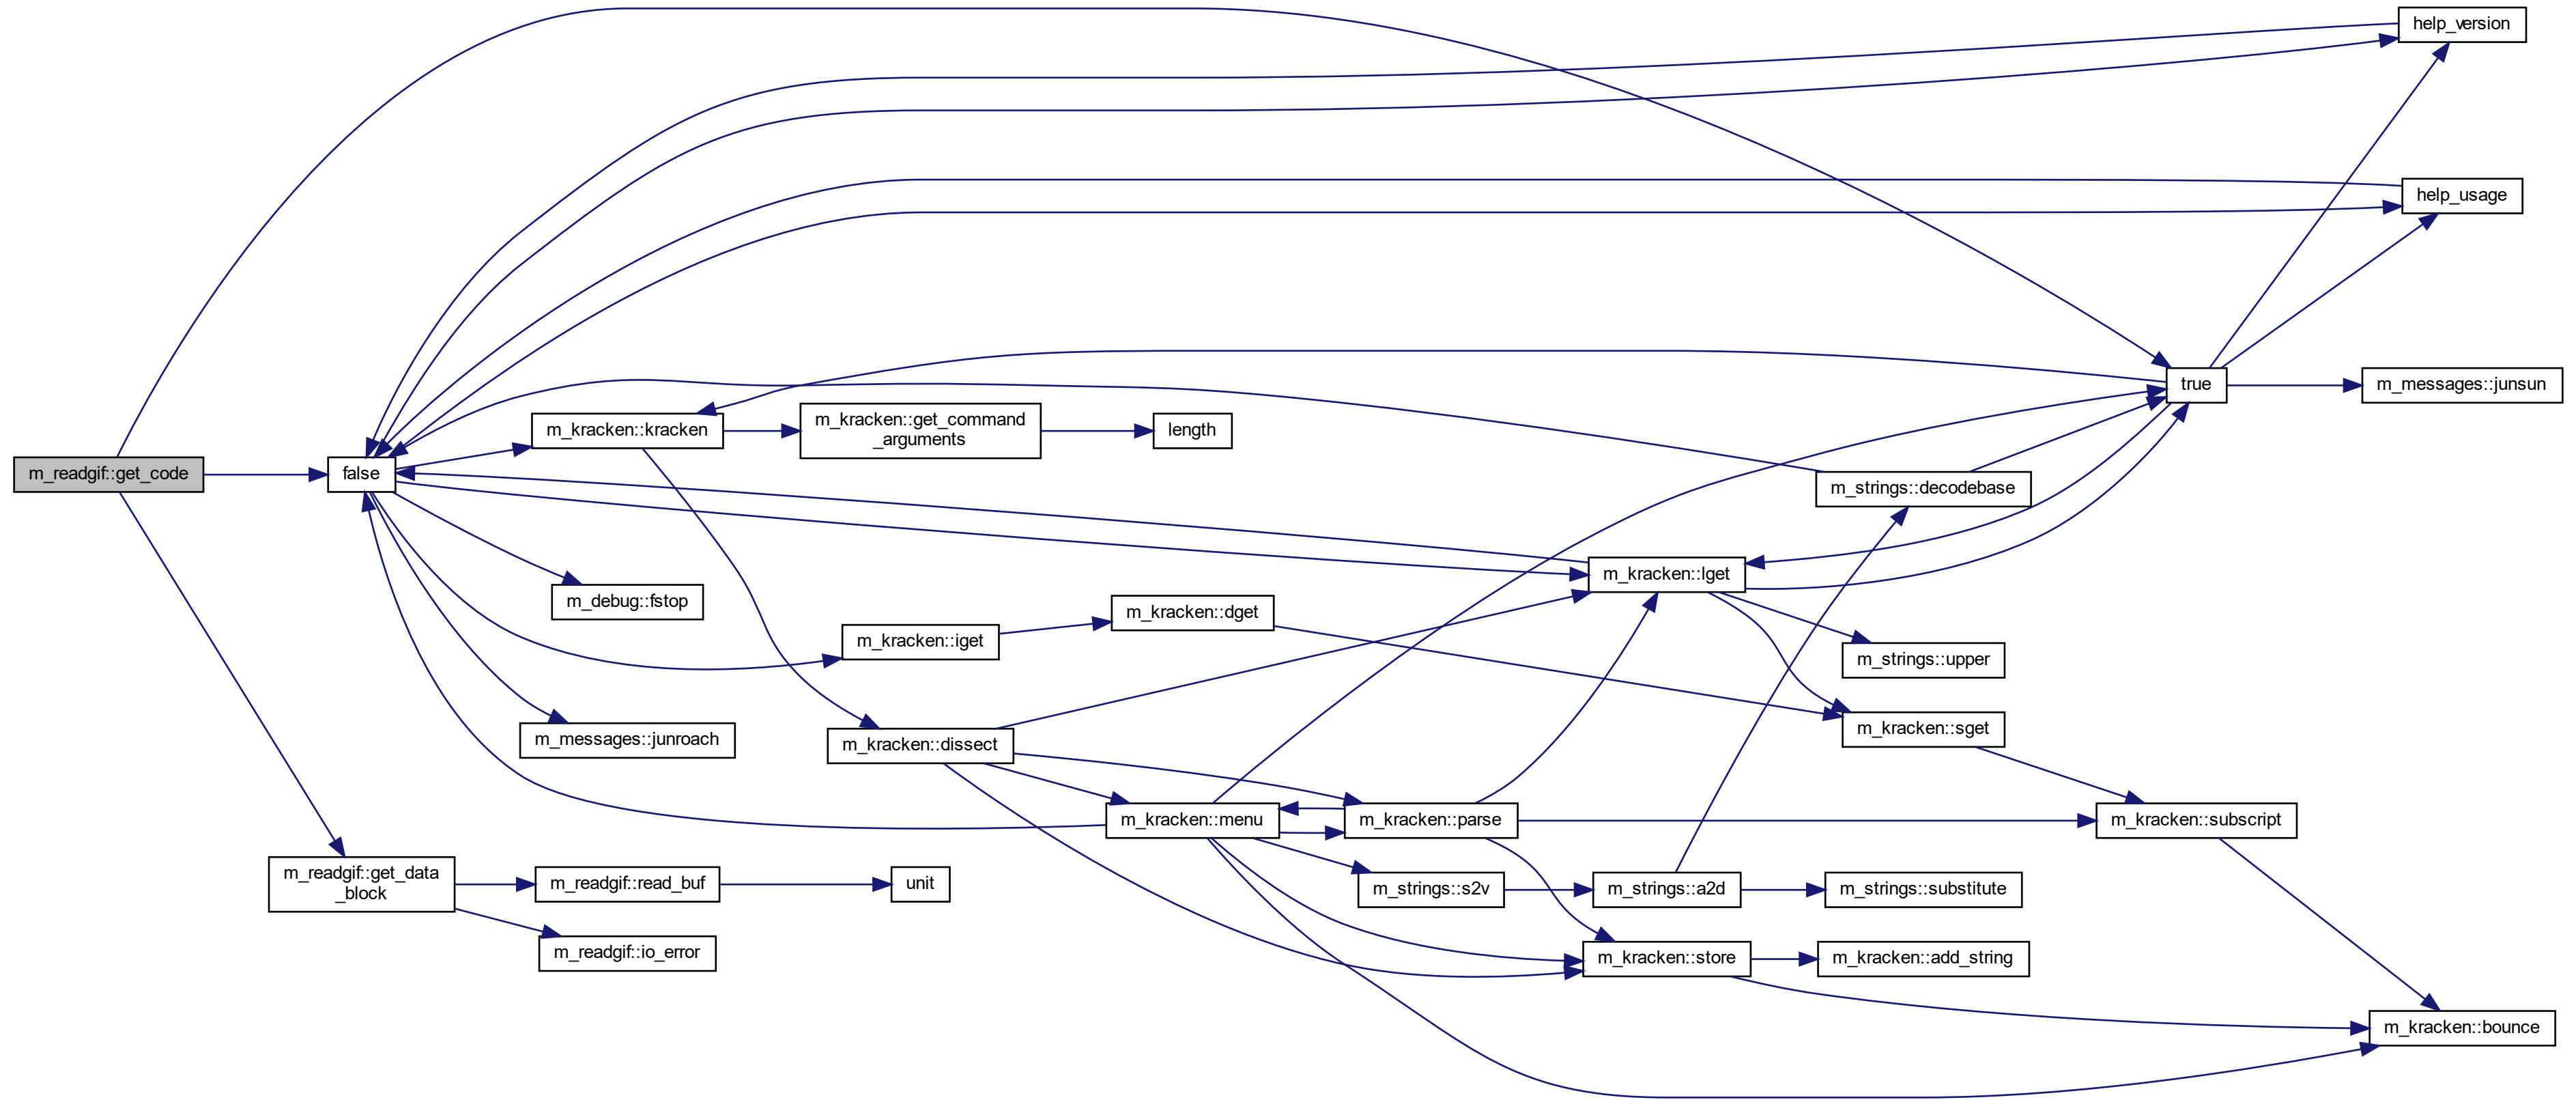 help_version
help_usage
true
m_messages::junsun
m_kracken::kracken
m_kracken::get_command
_arguments
length
m_readgif::get_code
false
m_strings::decodebase
m_kracken::lget
m_debug::fstop
m_kracken::dget
m_kracken::iget
m_strings::upper
m_kracken::sget
m_messages::junroach
m_kracken::dissect
m_kracken::menu
m_kracken::parse
m_kracken::subscript
m_readgif::get_data
_block
m_readgif::read_buf
unit
m_strings::s2v
m_strings::a2d
m_strings::substitute
m_readgif::io_error
m_kracken::store
m_kracken::add_string
m_kracken::bounce